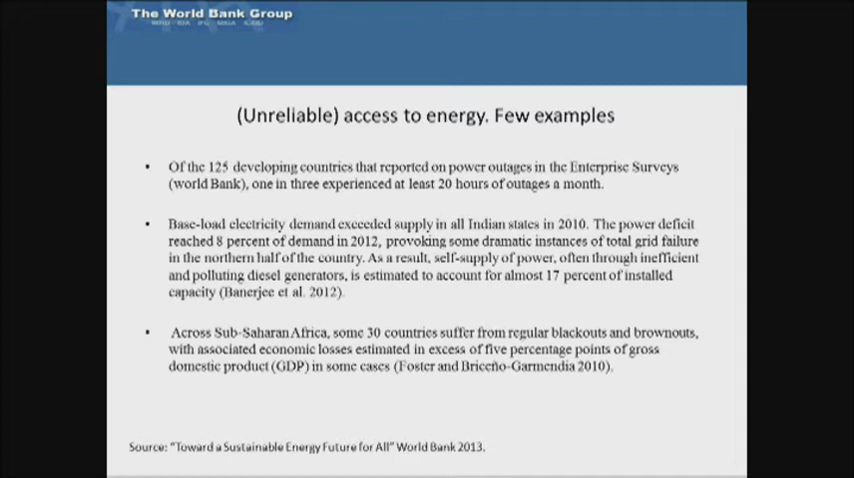 The World Bank Group
(Unreliable) access to energy. Few examples
• Of the 125 developing countries that reported on power outages in the Enterprise Surveys
(world Bank), one in three experienced at least 20 hours of outages a month.
• Base-load electricity demand exceeded supply in all Indian states in 2010. The power deficit
reached 8 percent of demand in 2012, provoking some dramatic instances of total grid failure
in the northern half of the country. As a result, self-supply of power, often through inefficient
and polluting diesel generators, is estimated to account for almost 17 percent of installed
capacity (Banerjee et al. 2012).
• Across Sub-Saharan Africa, some 30 countries suffer from regular blackouts and brownouts,
with associated economic losses estimated in excess of five percentage points of gross
domestic product (GDP) in some cases (Foster and Briceño-Garmendia 2010).
Source: "Toward a Sustainable Energy Future for All" World Bank 2013.